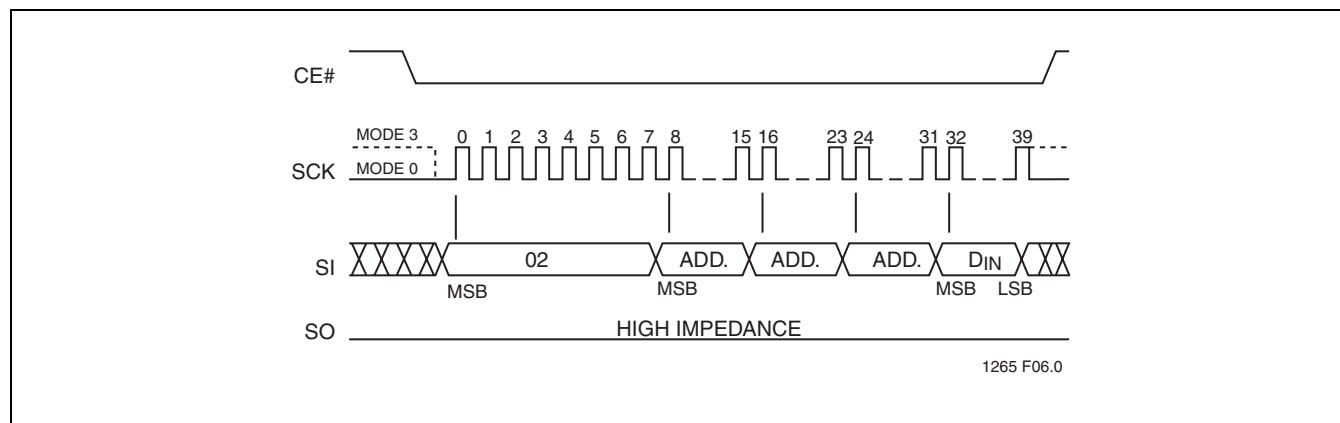 CE#
MODE 3
0 1 2 3 4 5 6 7 8 15 16 23 24 31 32 39
SCK
MODE 0
SI
02 ADD. ADD. ADD. DIN
MSB MSB MSB LSB
SO
HIGH IMPEDANCE
1265 F06.0